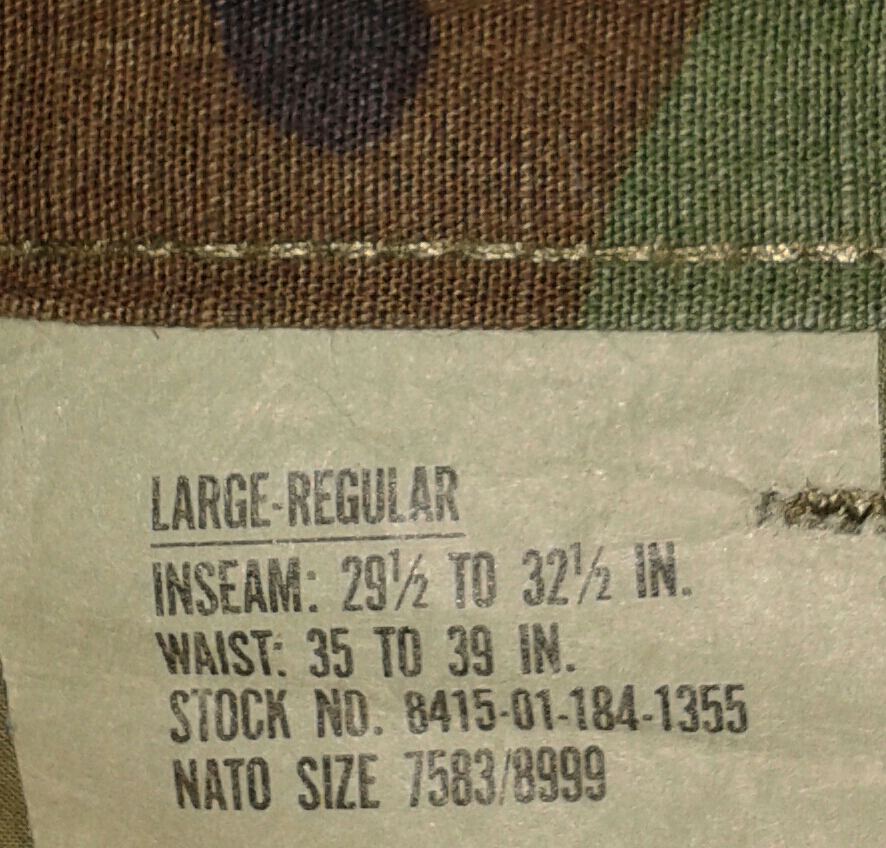 LARGE-REGULAR
INSEAM: 29½ TO 32½ IN.
WAIST: 35 TO 39 IN.
STOCK NO. 8415-01-184-1355
NATO SIZE 7583/8999